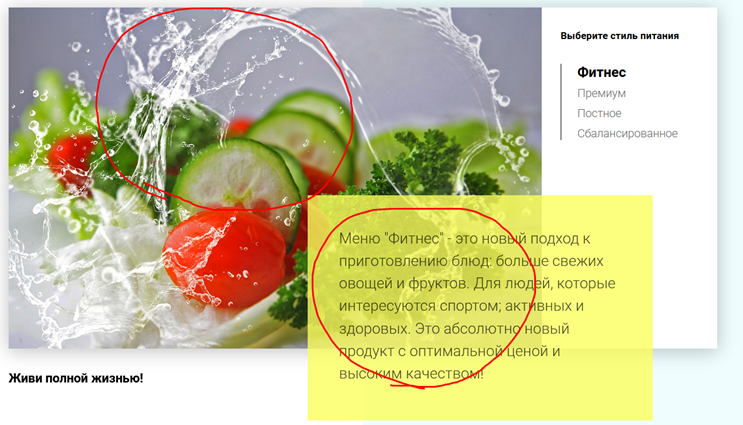 Выберите стиль питания
Фитнес
Премиум
Постное
Сбалансированное
Меню "Фитнес" - это новый подход к
приготовлению блюд: больше свежих
овощей и фруктов. Для людей, которые
интересуются спортом; активных и
здоровых. Это абсолютно новый
продукт с оптимальной ценой и
высоким качеством!
Живи полной жизнью!